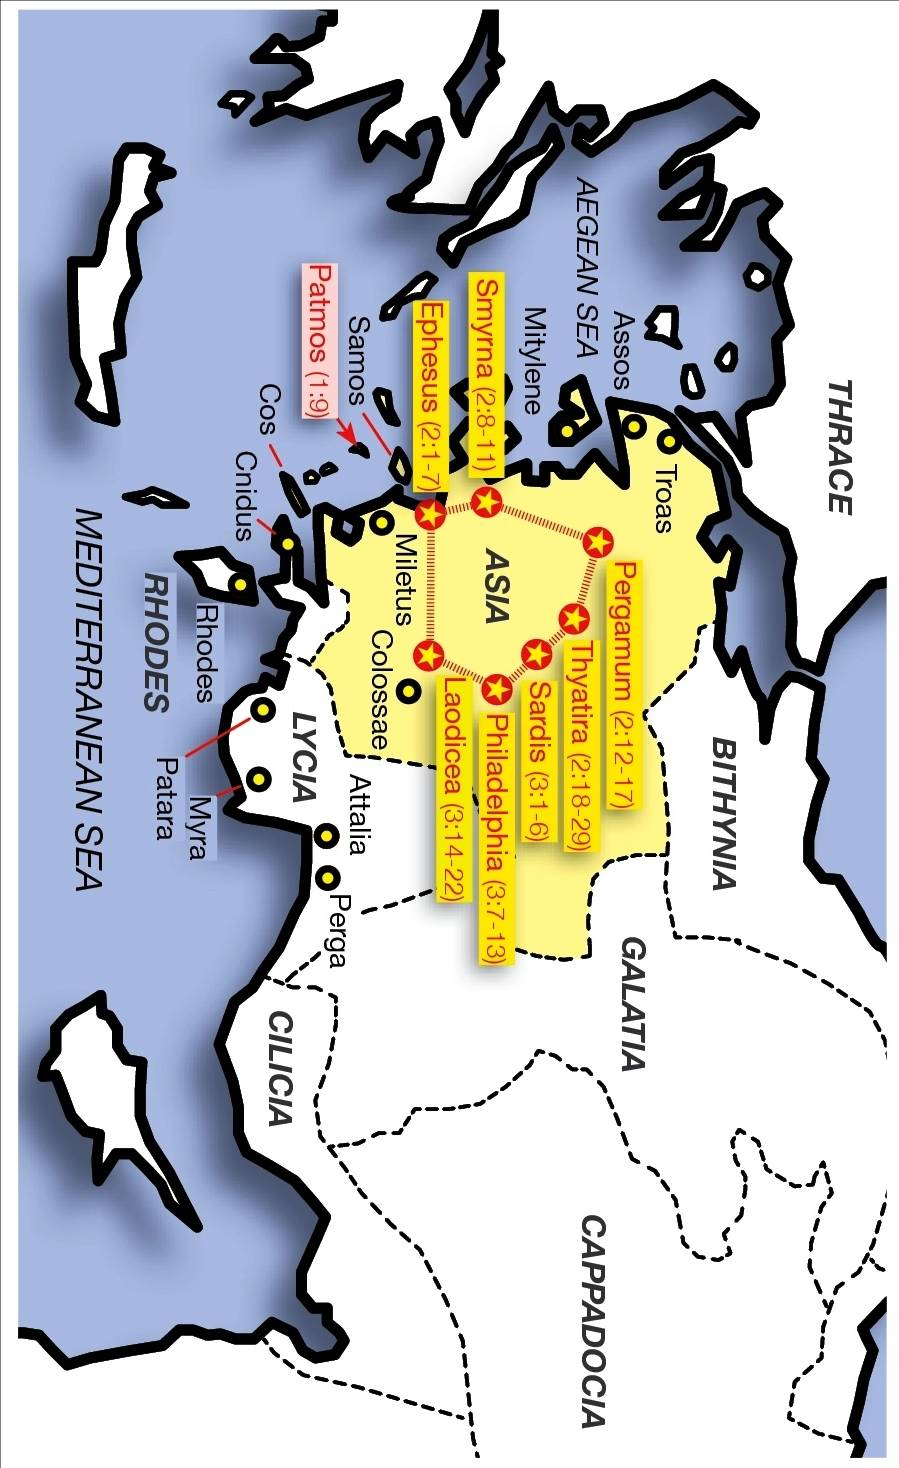 THRACE
BITHYNIA
AEGEAN SEA
Assos
Troas
Mitylene
Pergamum (2:12-17)
Thyatira (2:18-29)
Sardis (3:1-6)
Philadelphia (3:7-13)
Laodicea (3:14-22)
Smyrna (2:8-11)
Ephesus (2:1-7)
ASIA
GALATIA
CAPPADOCIA
Samos
Patmos (1:9)
Miletus
Colossae
Cos
Cnidus
LYCIA
Attalia
Perga
CILICIA
Rhodes
RHODES
Patara
Myra
MEDITERRANEAN SEA